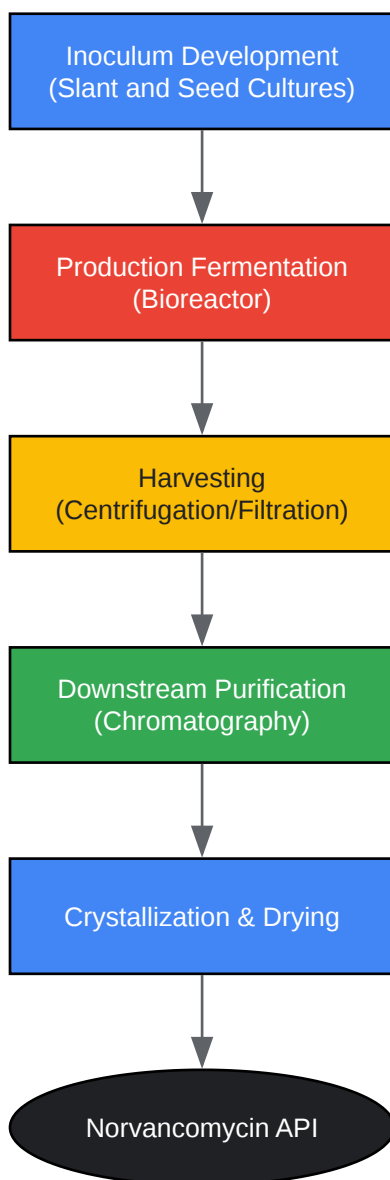 Inoculum Development
(Slant and Seed Cultures)
Production Fermentation
(Bioreactor)
Harvesting
(Centrifugation/Filtration)
Downstream Purification
(Chromatography)
Crystallization & Drying
Norvancomycin API